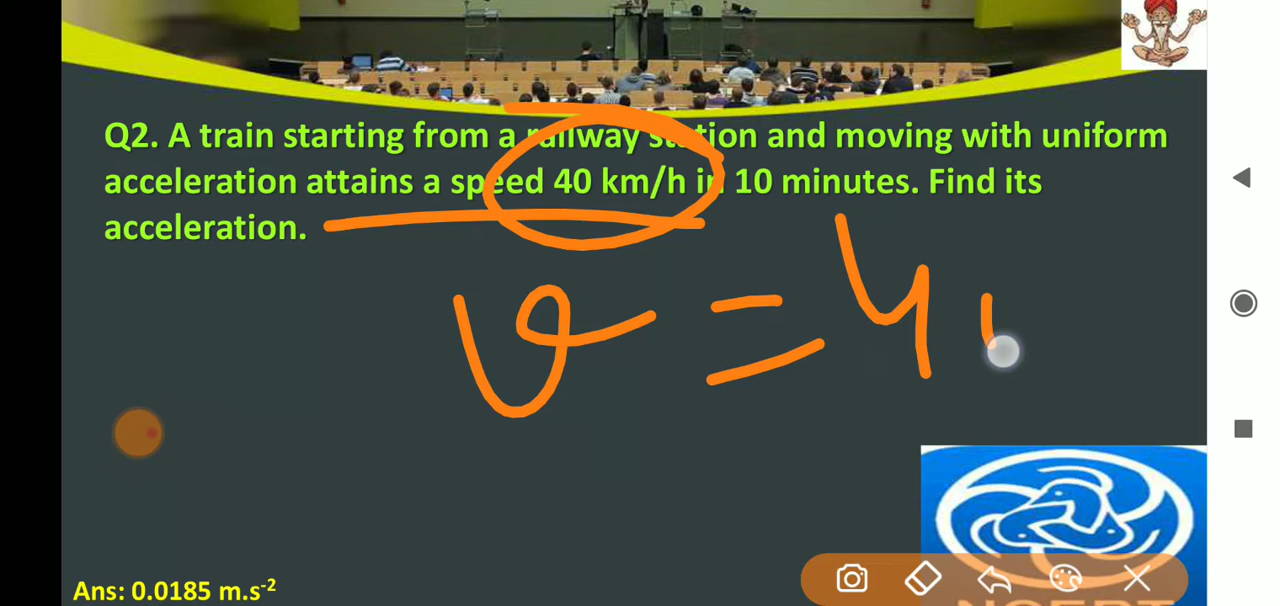 Q2. A train starting from a railway station and moving with uniform
acceleration attains a speed 40 km/h in 10 minutes. Find its
acceleration.
v = 4
Ans: 0.0185 m.s⁻²